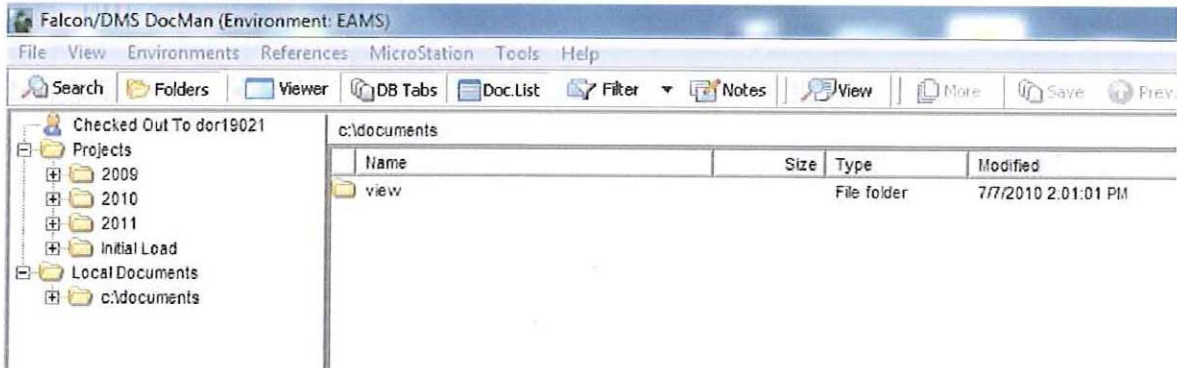 Falcon/DMS DocMan (Environment: EAMS)
File View Environments References MicroStation Tools Help
Search Folders Viewer DB Tabs Doc.List Filter Notes View More Save Prev.
Checked Out To dor19021
Projects
2009
2010
2011
Initial Load
Local Documents
c:\documents
c:\documents
Name Size Type Modified
view File folder 7/7/2010 2.01:01 PM